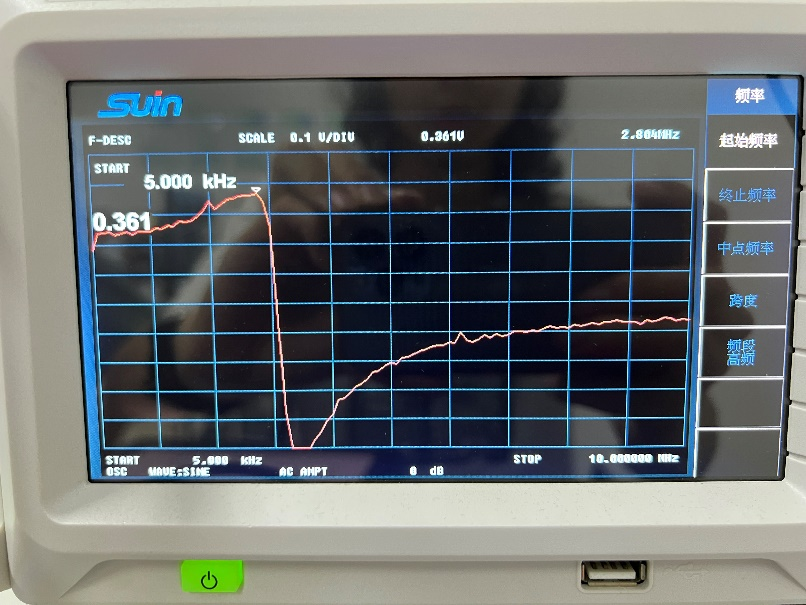 SUIN
频率
F-DESC SCALE 0.1 V/DIV 0.361V 2.804MHz
起始频率
START
5.000 kHz
终止频率
0.361
中点频率
跨度
频段
高频
START 5.000 kHz STOP 10.000000 MHz
OSC WAVE:SINE AC AMPT 0 dB